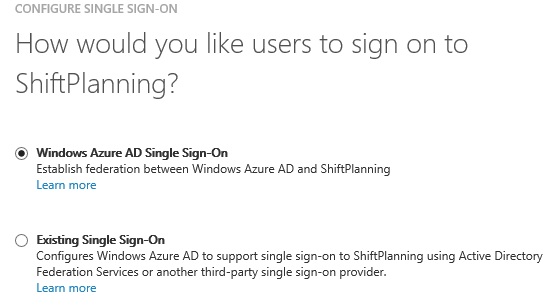 CONFIGURE SINGLE SIGN-ON
How would you like users to sign on to
ShiftPlanning?
Windows Azure AD Single Sign-On
Establish federation between Windows Azure AD and ShiftPlanning
Learn more
Existing Single Sign-On
Configures Windows Azure AD to support single sign-on to ShiftPlanning using Active Directory
Federation Services or another third-party single sign-on provider.
Learn more